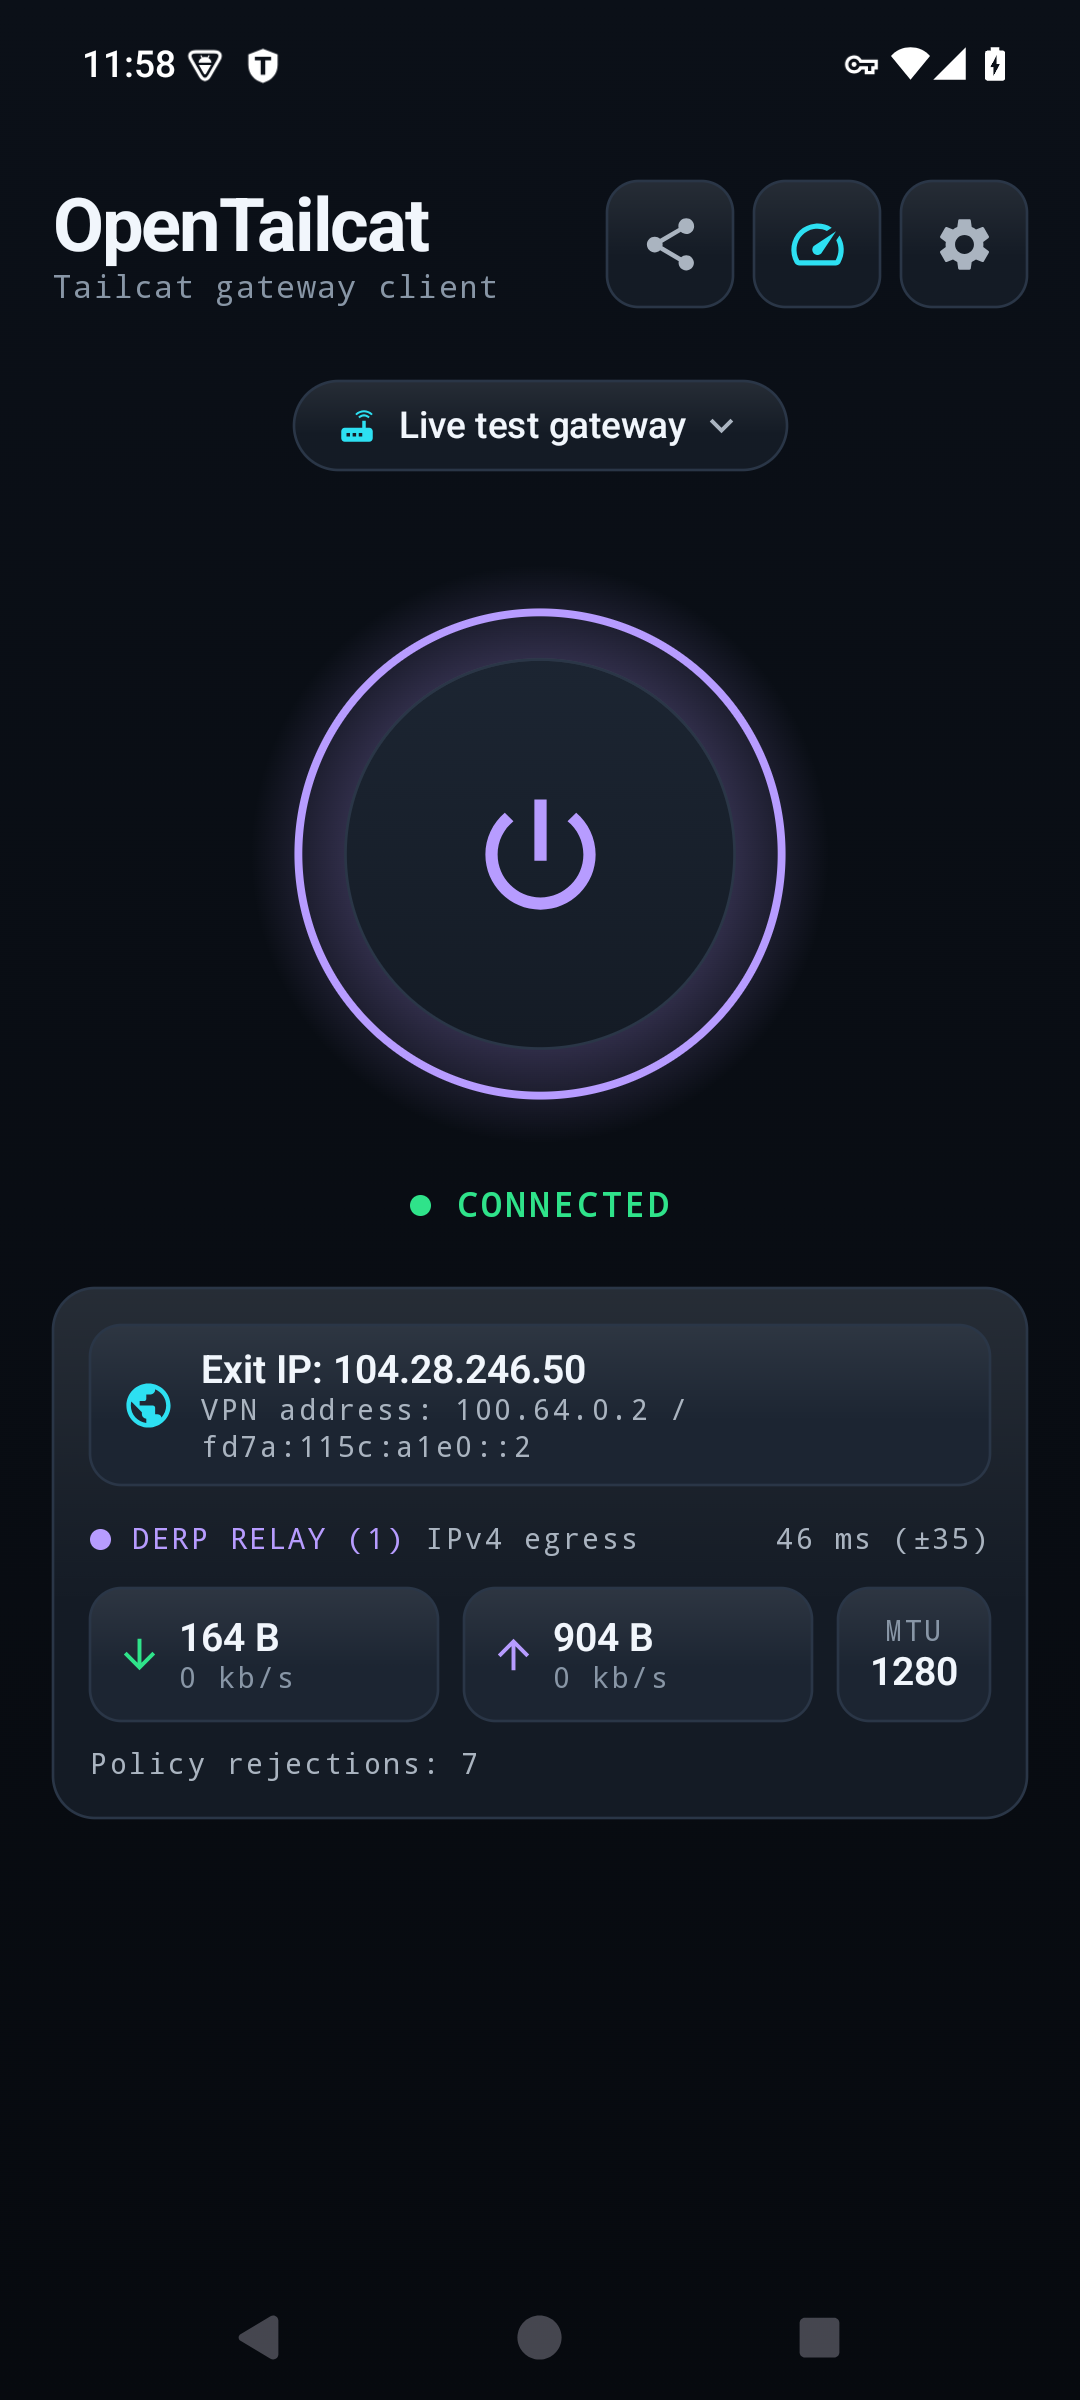 11:58
OpenTailcat
Tailcat gateway client
Live test gateway
CONNECTED
Exit IP: 104.28.246.50
VPN address: 100.64.0.2 /
fd7a:115c:a1e0::2
DERP RELAY (1) IPv4 egress 46 ms (±35)
164 B
0 kb/s
904 B
0 kb/s
MTU
1280
Policy rejections: 7